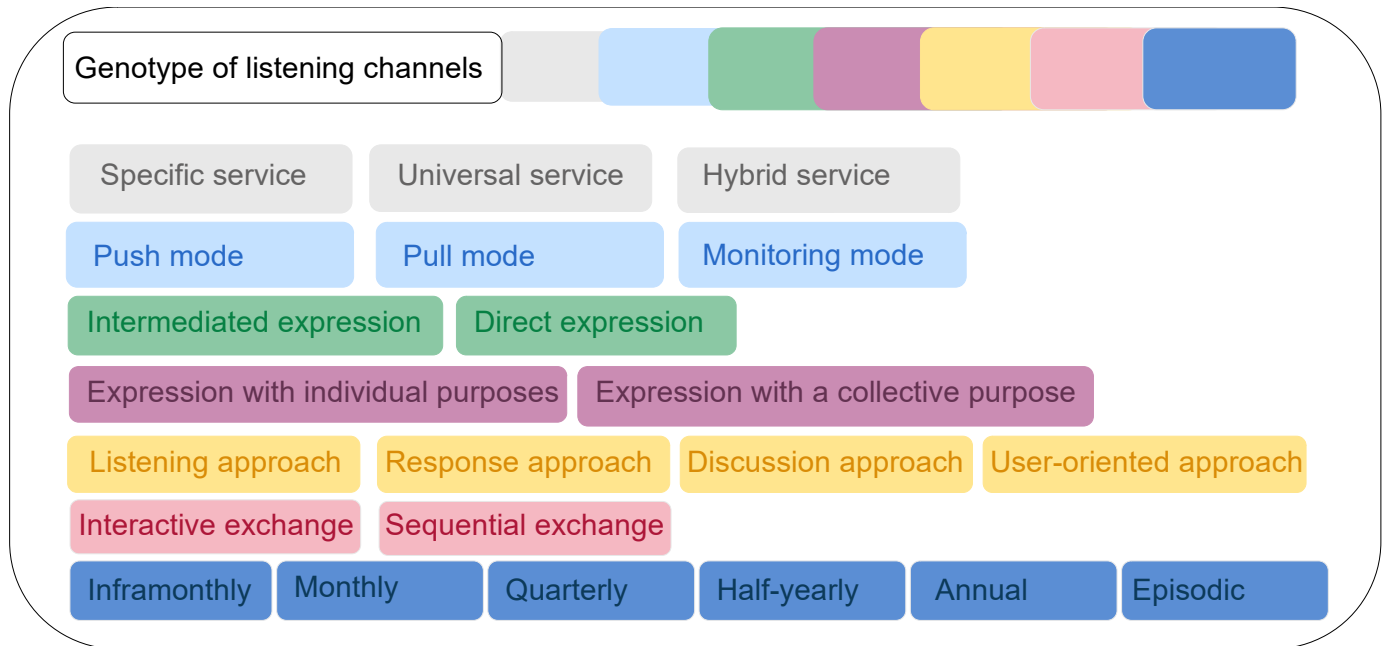 Genotype of listening channels
Specific service Universal service Hybrid service
Push mode Pull mode Monitoring mode
Intermediated expression Direct expression
Expression with individual purposes Expression with a collective purpose
Listening approach Response approach Discussion approach User-oriented approach
Interactive exchange Sequential exchange
Inframonthly Monthly Quarterly Half-yearly Annual Episodic